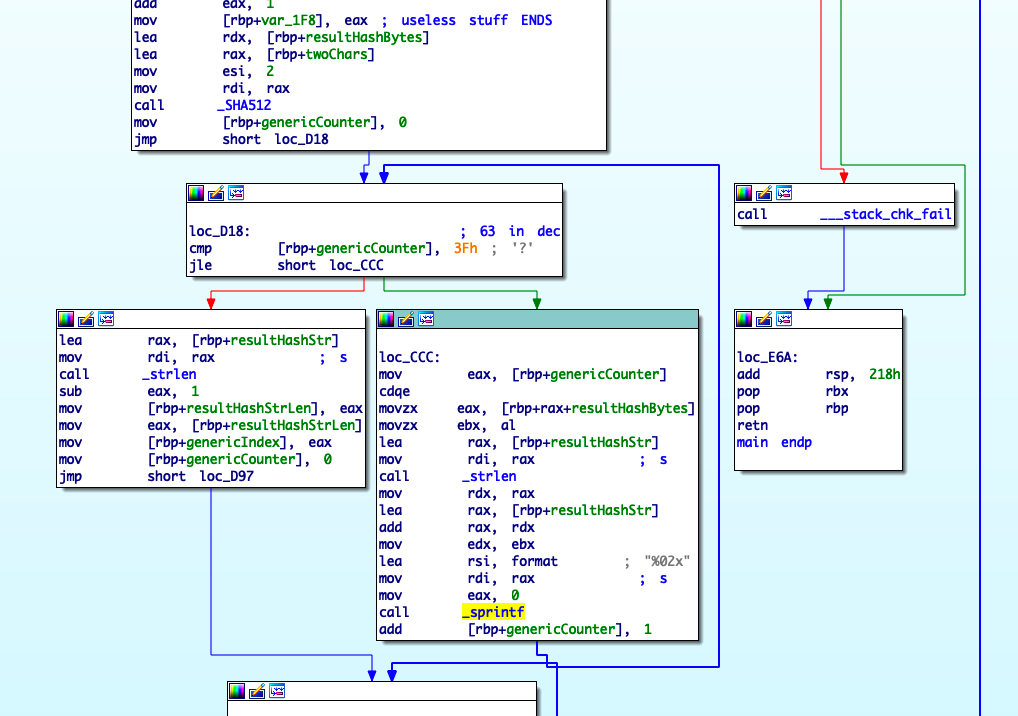 add eax, 1
mov [rbp+var_1F8], eax ; useless stuff ENDS
lea rdx, [rbp+resultHashBytes]
lea rax, [rbp+twoChars]
mov esi, 2
mov rdi, rax
call _SHA512
mov [rbp+genericCounter], 0
jmp short loc_D18
loc_D18: ; 63 in dec
cmp [rbp+genericCounter], 3Fh ; '?'
jle short loc_CCC
call ___stack_chk_fail
lea rax, [rbp+resultHashStr]
mov rdi, rax ; s
call _strlen
sub eax, 1
mov [rbp+resultHashStrLen], eax
mov eax, [rbp+resultHashStrLen]
mov [rbp+genericIndex], eax
mov [rbp+genericCounter], 0
jmp short loc_D97
loc_CCC:
mov eax, [rbp+genericCounter]
cdqe
movzx eax, [rbp+rax+resultHashBytes]
movzx ebx, al
lea rax, [rbp+resultHashStr]
mov rdi, rax ; s
call _strlen
mov rdx, rax
lea rax, [rbp+resultHashStr]
add rax, rdx
mov edx, ebx
lea rsi, format ; "%02x"
mov rdi, rax ; s
mov eax, 0
call _sprintf
add [rbp+genericCounter], 1
loc_E6A:
add rsp, 218h
pop rbx
pop rbp
retn
main endp